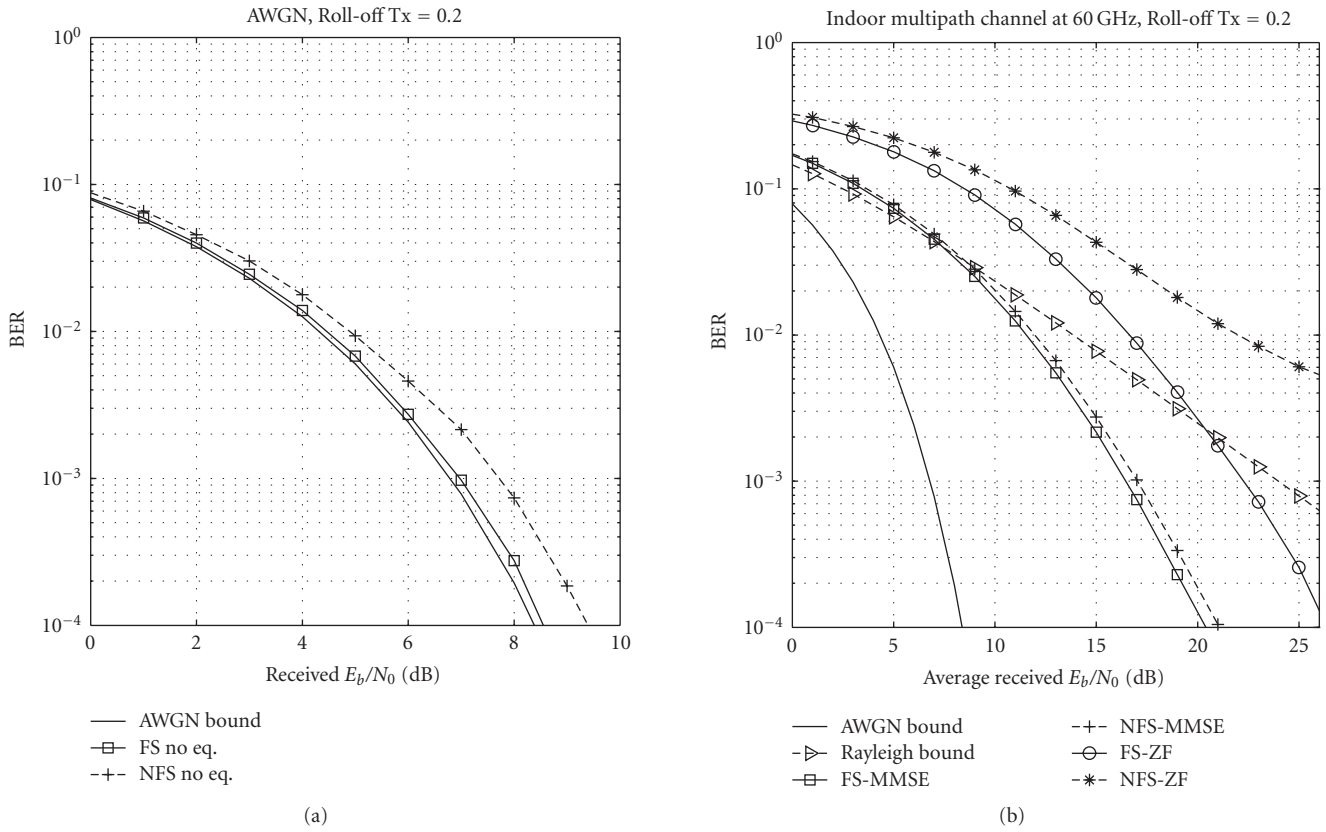 AWGN, Roll-off Tx = 0.2
10^0
10^−1
10^−2
10^−3
10^−4
BER
0 2 4 6 8 10
Received E_b/N_0 (dB)
AWGN bound
FS no eq.
NFS no eq.
(a)
Indoor multipath channel at 60 GHz, Roll-off Tx = 0.2
10^0
10^−1
10^−2
10^−3
10^−4
BER
0 5 10 15 20 25
Average received E_b/N_0 (dB)
AWGN bound
Rayleigh bound
FS-MMSE
NFS-MMSE
FS-ZF
NFS-ZF
(b)